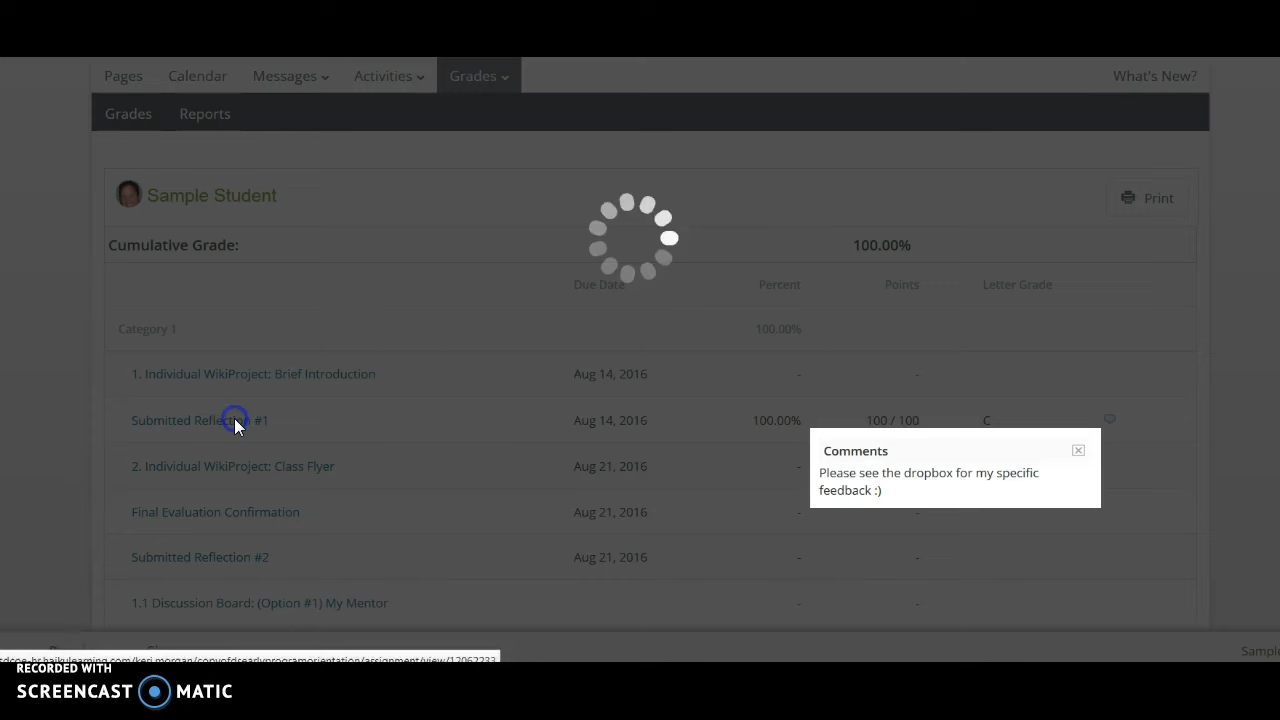 Pages Calendar Messages Activities Grades What's New?
Grades Reports
Sample Student Print
Cumulative Grade: 100.00%
Due Date Percent Points Letter Grade
Category 1 100.00%
1. Individual WikiProject: Brief Introduction Aug 14, 2016 - -
Submitted Reflection #1 Aug 14, 2016 100.00% 100 / 100 C
Comments
Please see the dropbox for my specific
feedback :)
2. Individual WikiProject: Class Flyer Aug 21, 2016 -
Final Evaluation Confirmation Aug 21, 2016 - -
Submitted Reflection #2 Aug 21, 2016 - -
1.1 Discussion Board: (Option #1) My Mentor - -
Sample
RECORDED WITH
SCREENCAST MATIC